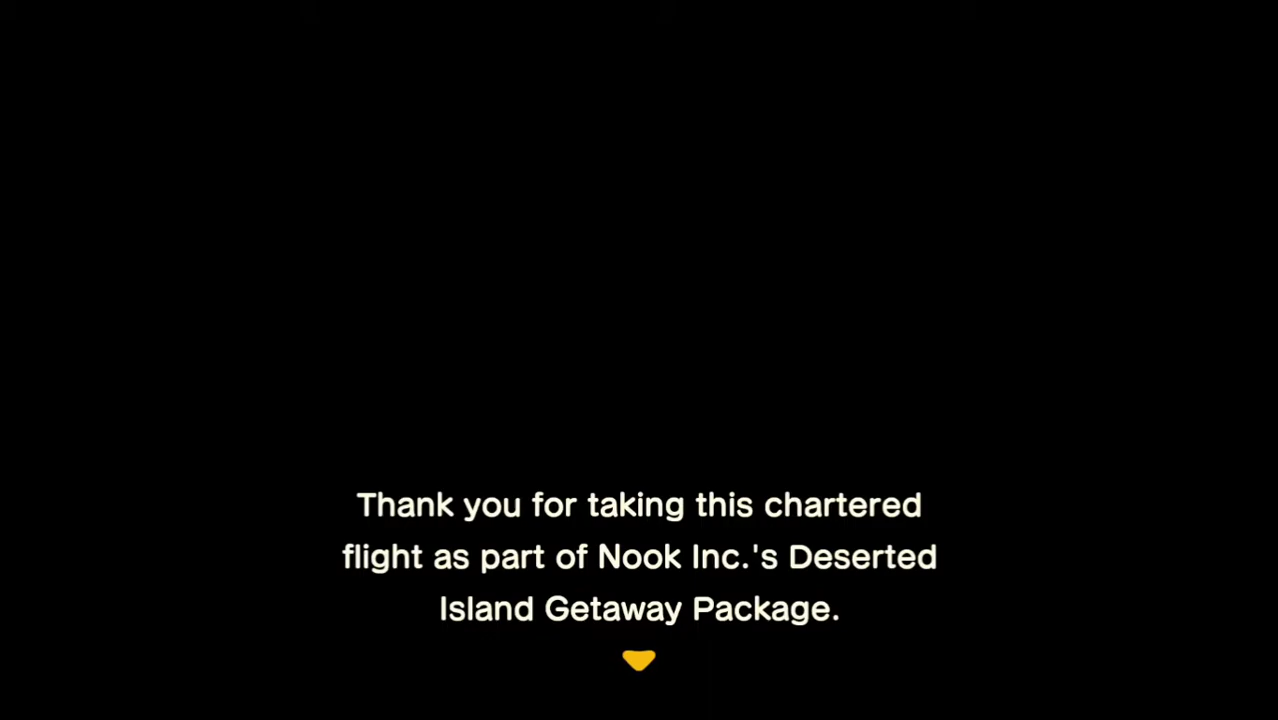 Thank you for taking this chartered
flight as part of Nook Inc.'s Deserted
Island Getaway Package.